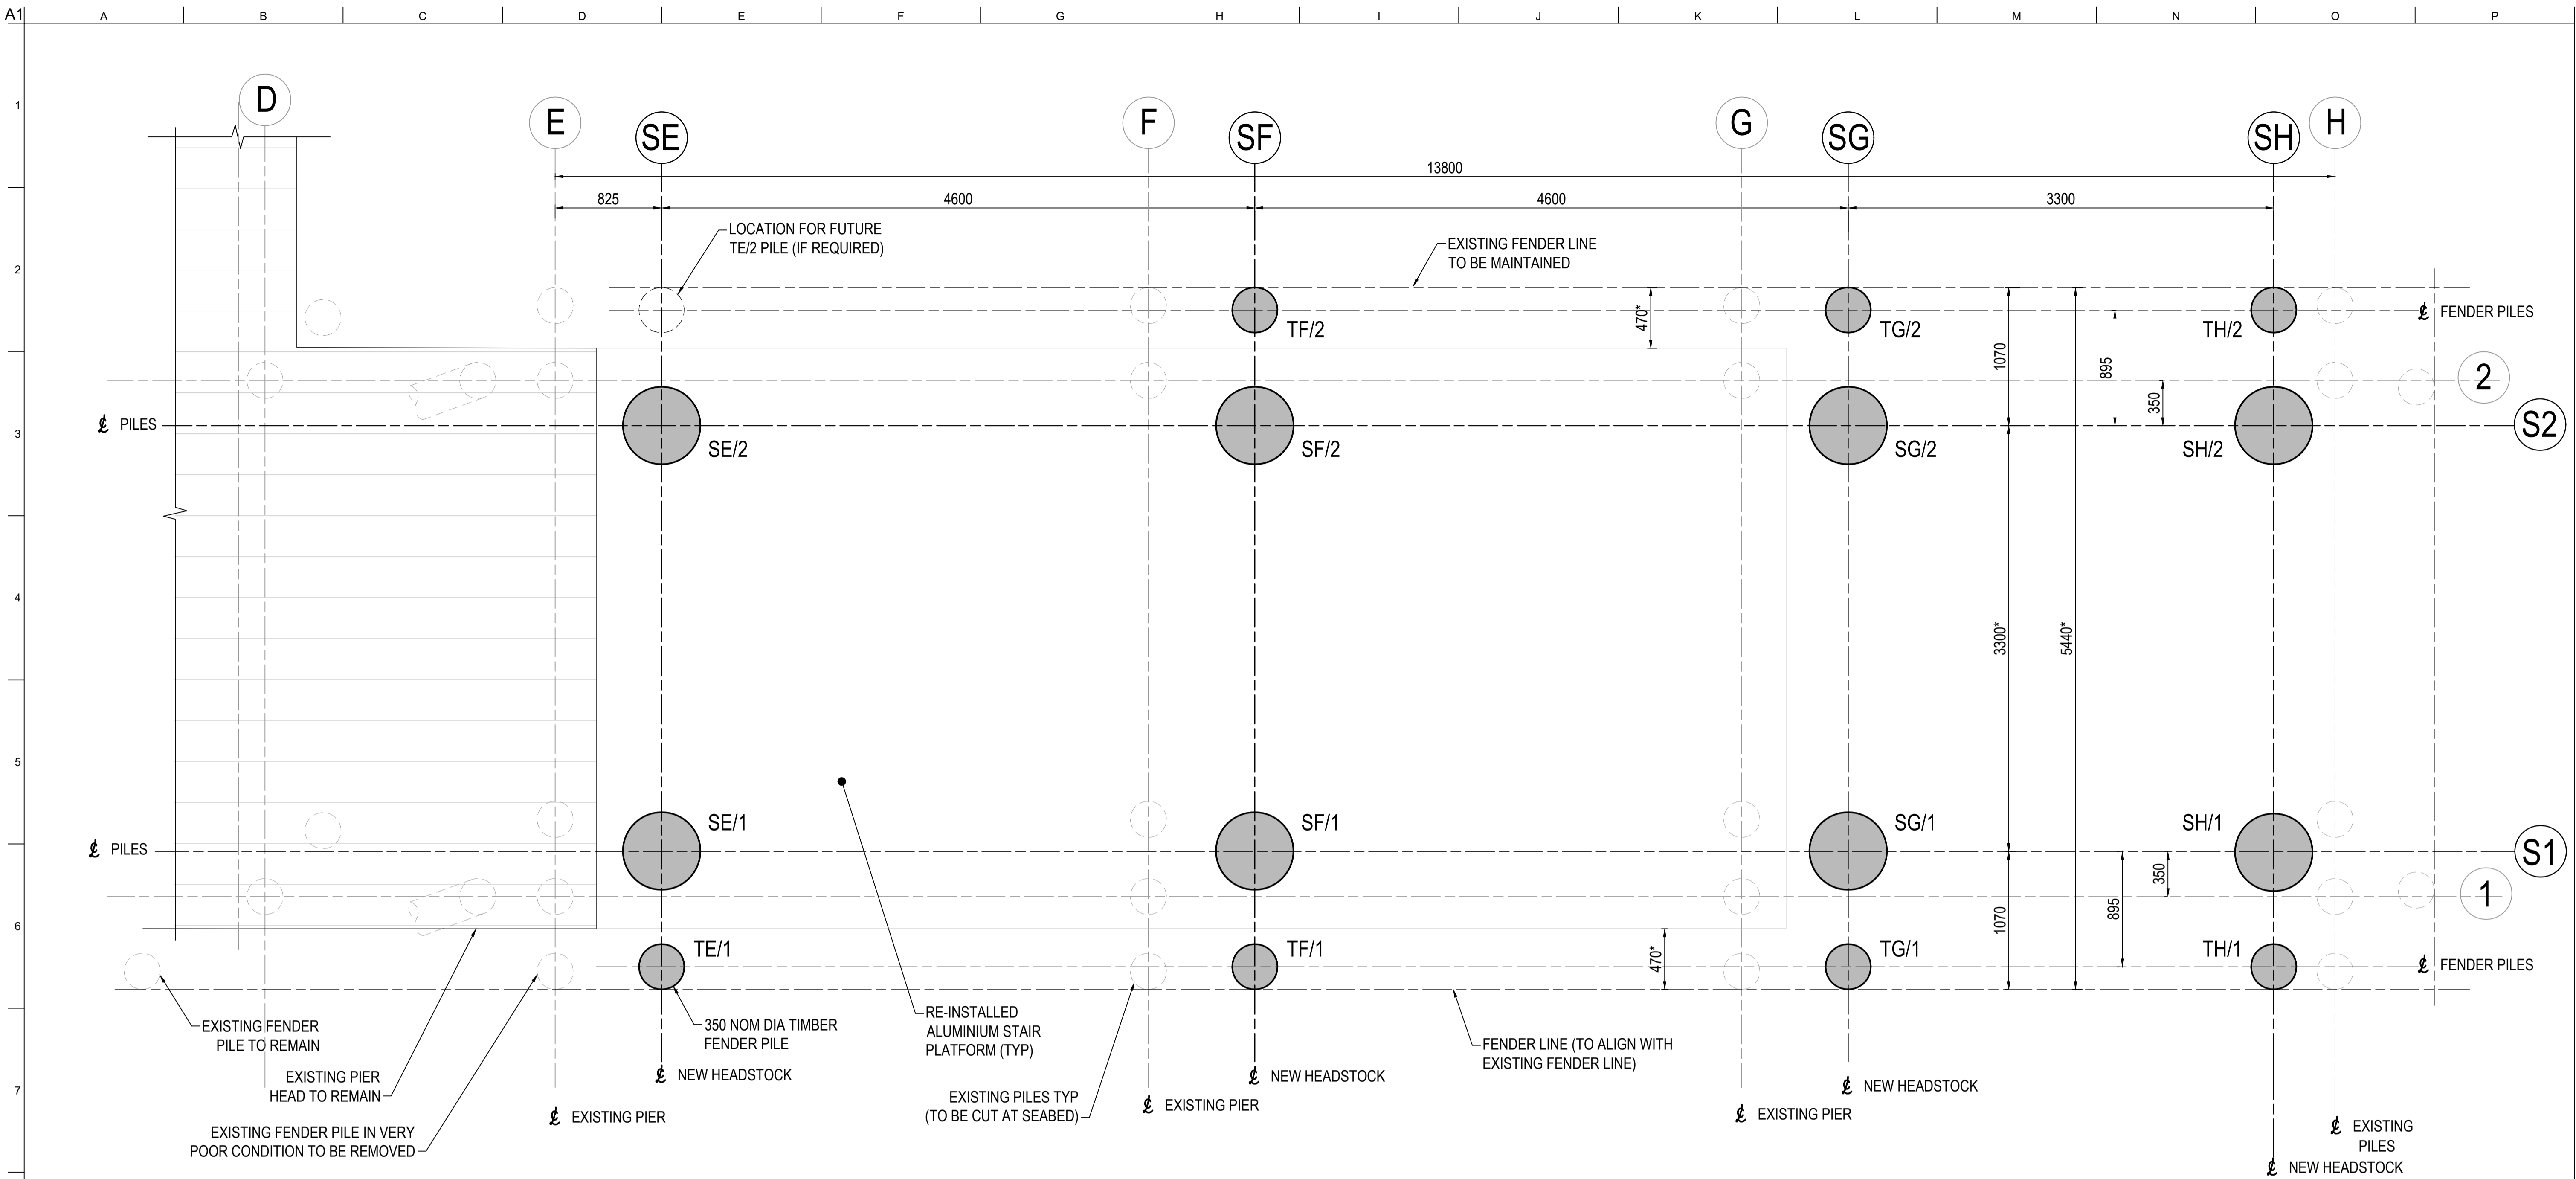 A1
A
B
C
D
E
F
G
H
I
J
K
L
M
N
O
P
1
2
3
4
5
6
7
D
E
SE
F
SF
G
SG
SH
H
13800
825
4600
4600
3300
LOCATION FOR FUTURE
TE/2 PILE (IF REQUIRED)
EXISTING FENDER LINE
TO BE MAINTAINED
470*
TF/2
TG/2
TH/2
℄ FENDER PILES
1070
895
350
2
℄ PILES
SE/2
SF/2
SG/2
SH/2
S2
3300*
5440*
SE/1
SF/1
SG/1
SH/1
℄ PILES
S1
350
895
1070
1
470*
TE/1
TF/1
TG/1
TH/1
℄ FENDER PILES
EXISTING FENDER
PILE TO REMAIN
350 NOM DIA TIMBER
FENDER PILE
RE-INSTALLED
ALUMINIUM STAIR
PLATFORM (TYP)
FENDER LINE (TO ALIGN WITH
EXISTING FENDER LINE)
EXISTING PIER
HEAD TO REMAIN
℄ NEW HEADSTOCK
℄ NEW HEADSTOCK
℄ NEW HEADSTOCK
EXISTING PILES TYP
(TO BE CUT AT SEABED)
℄ EXISTING PIER
℄ EXISTING PIER
℄ EXISTING PIER
℄ EXISTING
PILES
EXISTING FENDER PILE IN VERY
POOR CONDITION TO BE REMOVED
℄ NEW HEADSTOCK